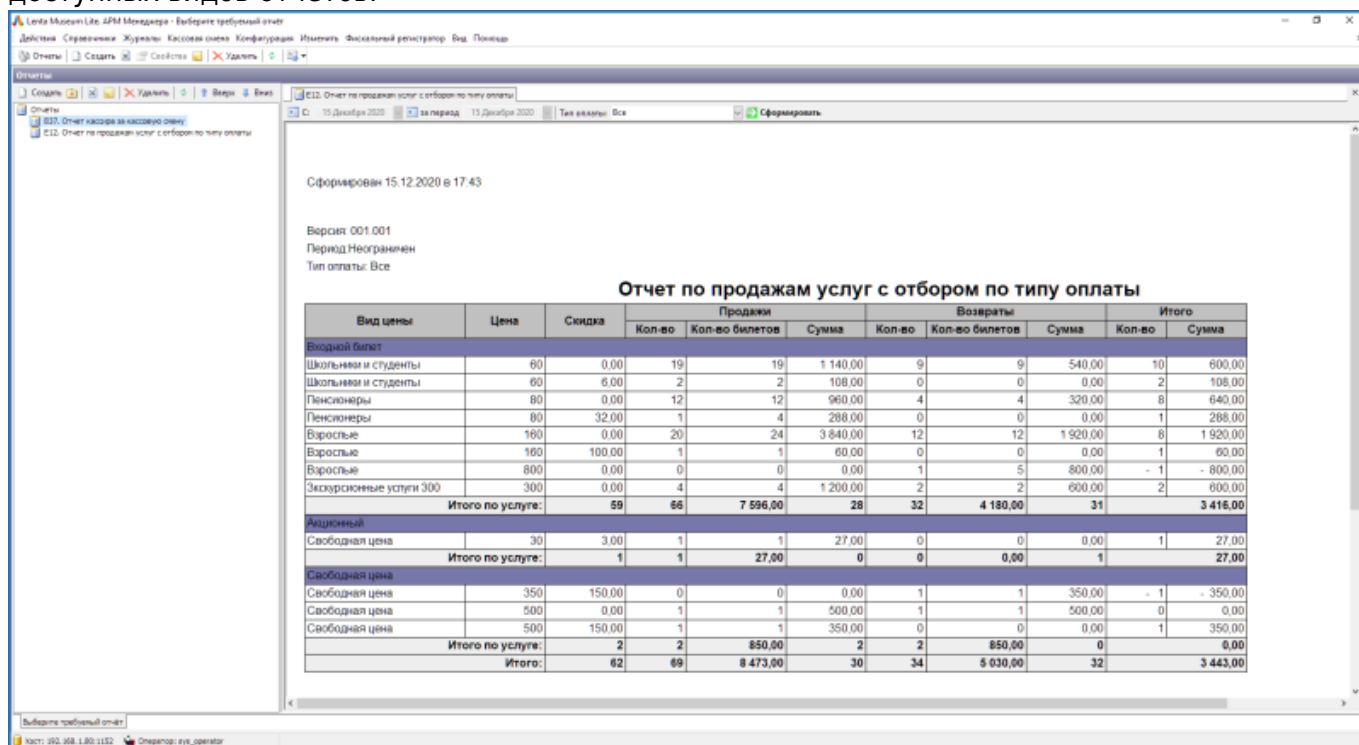 доступных видов отчетов.
Lenta Museum Lite. АРМ Менеджера - Выберите требуемый отчёт
Действия Справочники Журналы Кассовая смена Конфигурация Изменить Фискальный регистратор Вид Помощь
Отчеты Создать Свойства Удалить
Отчеты
Создать Удалить Вверх Вниз
Отчеты
B37. Отчет кассира за кассовую смену
E12. Отчет по продажам услуг с отбором по типу оплаты
E12. Отчет по продажам услуг с отбором по типу оплаты
С: 15 Декабря 2020 за период 15 Декабря 2020 Тип оплаты: Все Сформировать
Сформирован 15.12.2020 в 17:43
Версия: 001.001
Период:Неограничен
Тип оплаты: Все
Отчет по продажам услуг с отбором по типу оплаты
Вид цены Цена Скидка Продажи Возвраты Итого
Кол-во Кол-во билетов Сумма Кол-во Кол-во билетов Сумма Кол-во Сумма
Входной билет
Школьники и студенты 60 0,00 19 19 1 140,00 9 9 540,00 10 600,00
Школьники и студенты 60 6,00 2 2 108,00 0 0 0,00 2 108,00
Пенсионеры 80 0,00 12 12 960,00 4 4 320,00 8 640,00
Пенсионеры 80 32,00 1 4 288,00 0 0 0,00 1 288,00
Взрослые 160 0,00 20 24 3 840,00 12 12 1 920,00 8 1 920,00
Взрослые 160 100,00 1 1 60,00 0 0 0,00 1 60,00
Взрослые 800 0,00 0 0 0,00 1 5 800,00 - 1 - 800,00
Экскурсионные услуги 300 300 0,00 4 4 1 200,00 2 2 600,00 2 600,00
Итого по услуге: 59 66 7 596,00 28 32 4 180,00 31 3 416,00
Акционный
Свободная цена 30 3,00 1 1 27,00 0 0 0,00 1 27,00
Итого по услуге: 1 1 27,00 0 0 0,00 1 27,00
Свободная цена
Свободная цена 350 150,00 0 0 0,00 1 1 350,00 - 1 - 350,00
Свободная цена 500 0,00 1 1 500,00 1 1 500,00 0 0,00
Свободная цена 500 150,00 1 1 350,00 0 0 0,00 1 350,00
Итого по услуге: 2 2 850,00 2 2 850,00 0 0,00
Итого: 62 69 8 473,00 30 34 5 030,00 32 3 443,00
Выберите требуемый отчёт
Хост: 192.168.1.80:1152 Оператор: eye_operator